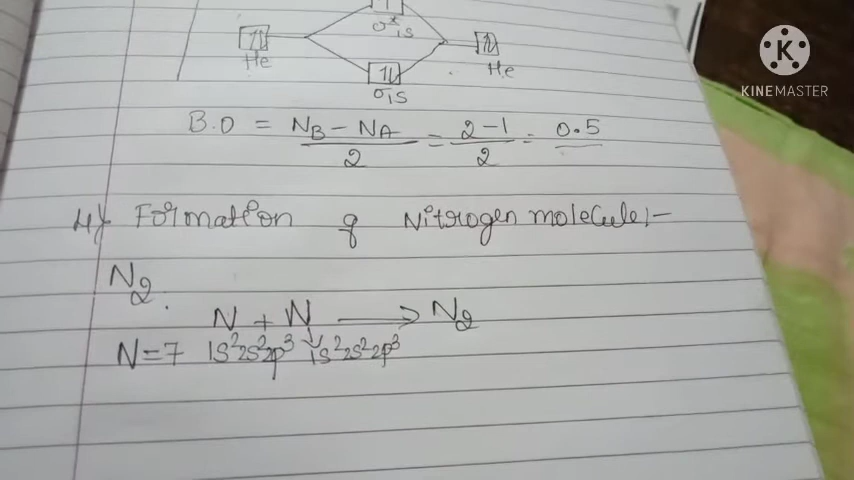 σ*1s
He
He
σ1s
K
KINEMASTER
B.O = NB - NA / 2 = 2-1 / 2 = 0.5
4) Formation of Nitrogen molecule:-
N2
N + N → N2
N=7 1s²2s²2p³ 1s²2s²2p³